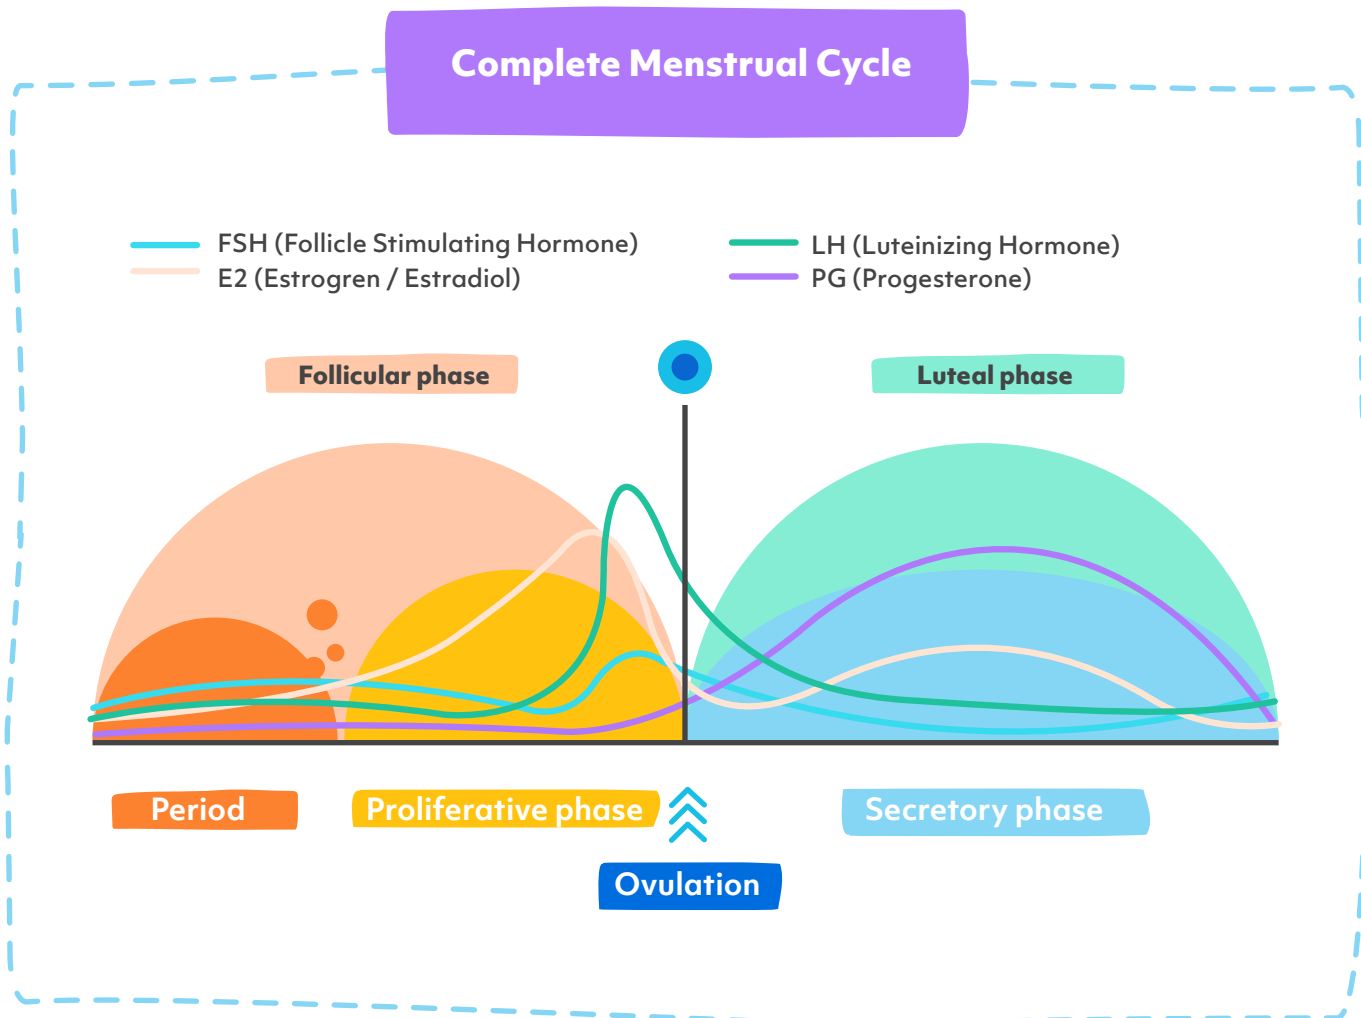 Complete Menstrual Cycle
FSH (Follicle Stimulating Hormone)
E2 (Estrogren / Estradiol)
LH (Luteinizing Hormone)
PG (Progesterone)
Follicular phase
Luteal phase
Period
Proliferative phase
Secretory phase
Ovulation